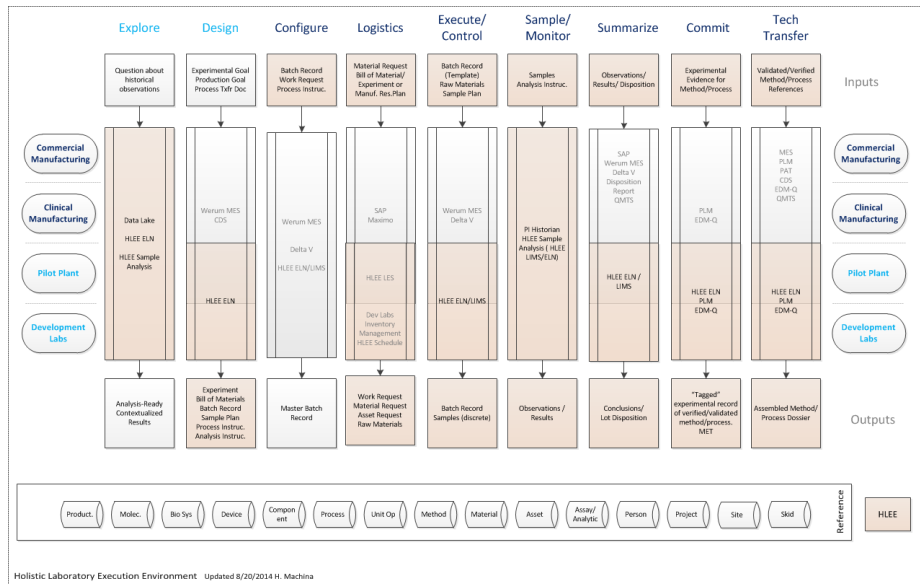 Explore
Design
Configure
Logistics
Execute/
Control
Sample/
Monitor
Summarize
Commit
Tech
Transfer
Question about
historical
observations
Experimental Goal
Production Goal
Process Txfr Doc
Batch Record
Work Request
Process Instruc.
Material Request
Bill of Material/
Experiment or
Manuf. Res.Plan
Batch Record
(Template)
Raw Materials
Sample Plan
Samples
Analysis Instruc.
Observations/
Results/ Disposition
Experimental
Evidence for
Method/Process
Validated/Verified
Method/Process
References
Inputs
Commercial
Manufacturing
Clinical
Manufacturing
Pilot Plant
Development
Labs
Data Lake
HLEE ELN
HLEE Sample
Analysis
Werum MES
CDS
HLEE ELN
Werum MES
Delta V
HLEE ELN/LIMS
SAP
Maximo
HLEE LES
Dev Labs
Inventory
Management
HLEE Schedule
Werum MES
Delta V
HLEE ELN/LIMS
PI Historian
HLEE Sample
Analysis ( HLEE
LIMS/ELN)
SAP
Werum MES
Delta V
Disposition
Report
QMTS
HLEE ELN /
LIMS
PLM
EDM-Q
HLEE ELN
PLM
EDM-Q
MES
PLM
PAT
CDS
EDM-Q
QMTS
HLEE ELN
PLM
EDM-Q
Commercial
Manufacturing
Clinical
Manufacturing
Pilot Plant
Development
Labs
Analysis-Ready
Contextualized
Results
Experiment
Bill of Materials
Batch Record
Sample Plan
Process Instruc.
Analysis Instruc.
Master Batch
Record
Work Request
Material Request
Asset Request
Raw Materials
Batch Record
Samples (discrete)
Observations /
Results
Conclusions/
Lot Disposition
"Tagged"
experimental record
of verified/validated
method/process.
MET
Assembled Method/
Process Dossier
Outputs
Product.
Molec.
Bio Sys
Device
Compon
ent
Process
Unit Op
Method
Material
Asset
Assay/
Analytic
Person
Project
Site
Skid
Reference
HLEE
Holistic Laboratory Execution Environment Updated 8/20/2014 H. Machina